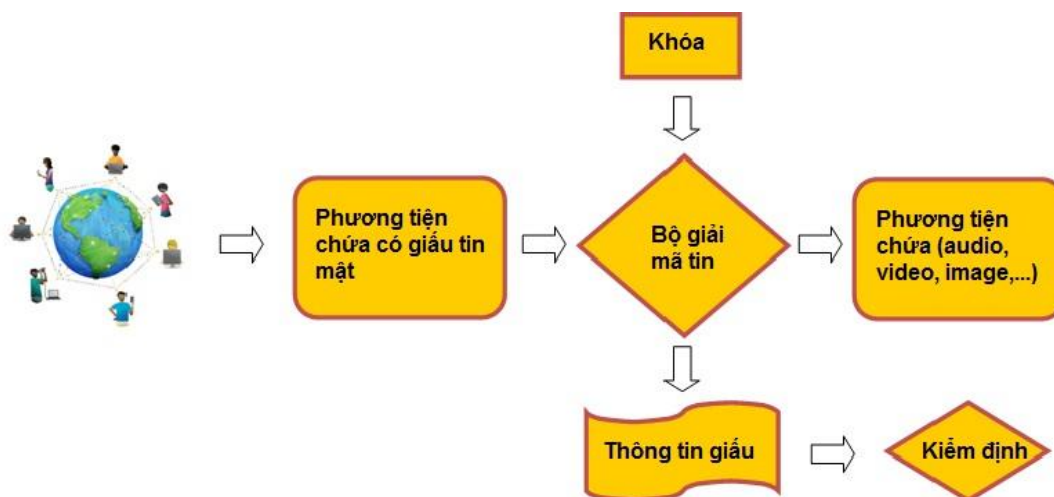 Khóa
Phương tiện
chứa có giấu tin
mật
Bộ giải
mã tin
Phương tiện
chứa (audio,
video, image,...)
Thông tin giấu
Kiểm định